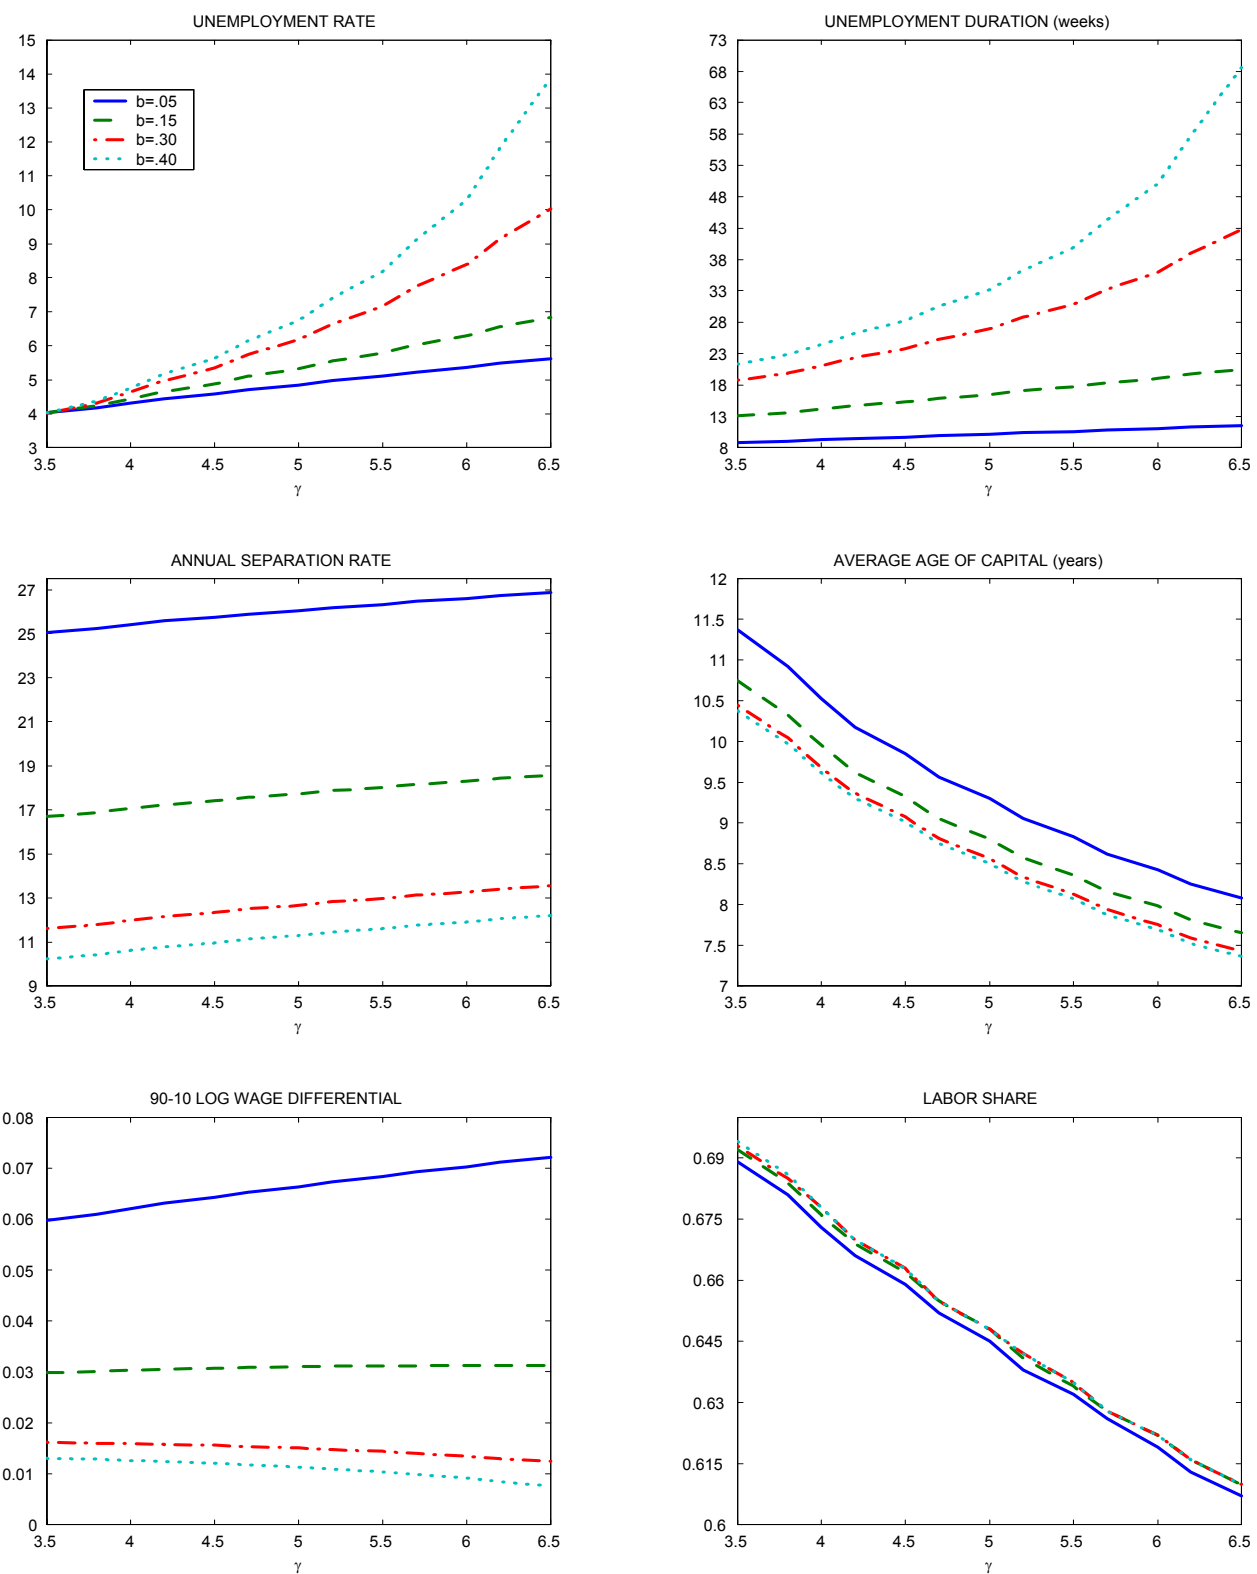 UNEMPLOYMENT RATE
15
14
13
12
11
10
9
8
7
6
5
4
3
b=.05
b=.15
b=.30
b=.40
3.5 4 4.5 5 5.5 6 6.5
γ
UNEMPLOYMENT DURATION (weeks)
73
68
63
58
53
48
43
38
33
28
23
18
13
8
3.5 4 4.5 5 5.5 6 6.5
γ
ANNUAL SEPARATION RATE
27
25
23
21
19
17
15
13
11
9
3.5 4 4.5 5 5.5 6 6.5
γ
AVERAGE AGE OF CAPITAL (years)
12
11.5
11
10.5
10
9.5
9
8.5
8
7.5
7
3.5 4 4.5 5 5.5 6 6.5
γ
90-10 LOG WAGE DIFFERENTIAL
0.08
0.07
0.06
0.05
0.04
0.03
0.02
0.01
0
3.5 4 4.5 5 5.5 6 6.5
γ
LABOR SHARE
0.69
0.675
0.66
0.645
0.63
0.615
0.6
3.5 4 4.5 5 5.5 6 6.5
γ